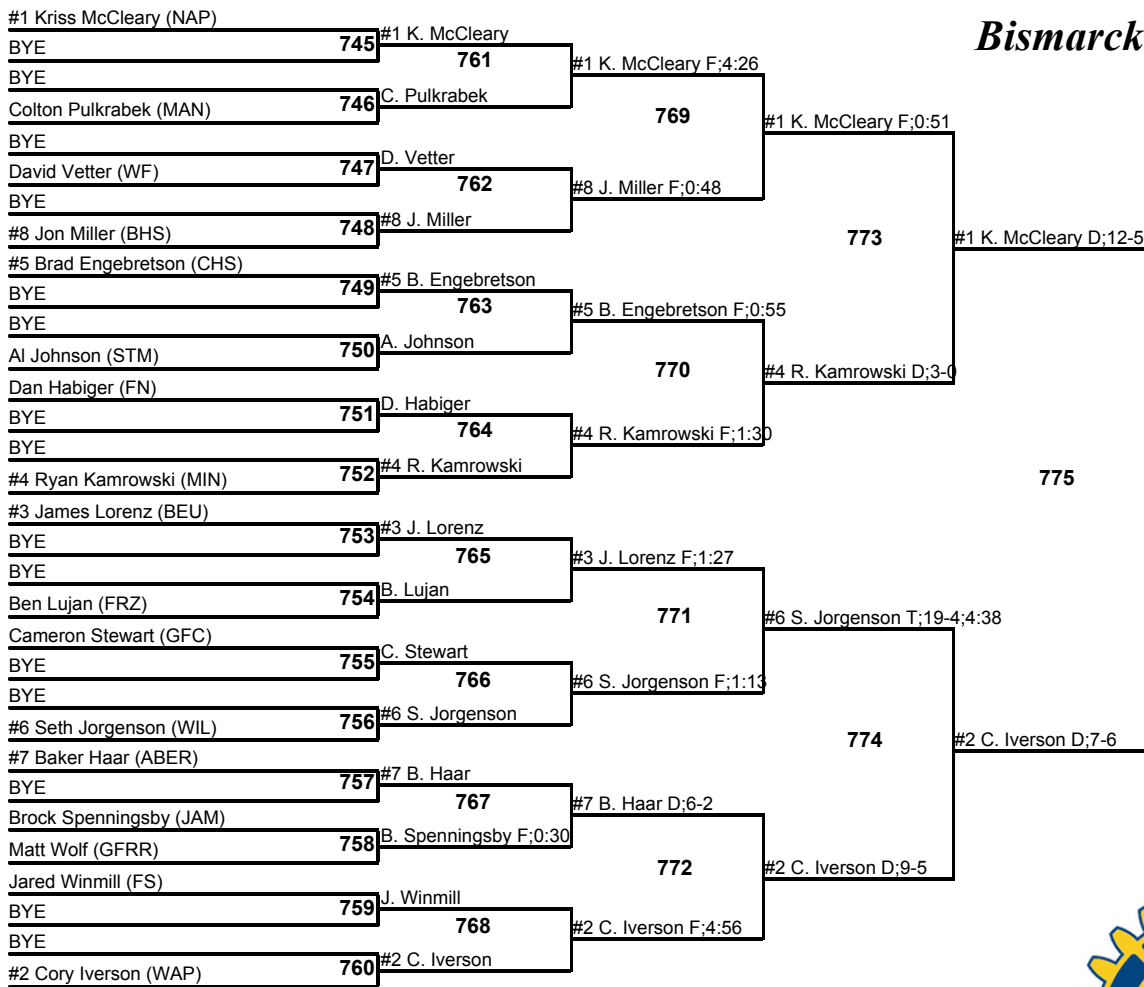 Bismarck
#1 Kriss McCleary (NAP)
BYE
745
#1 K. McCleary
761
BYE
Colton Pulkrabek (MAN)
746
C. Pulkrabek
#1 K. McCleary F;4:26
769
BYE
David Vetter (WF)
747
D. Vetter
762
BYE
#8 Jon Miller (BHS)
748
#8 J. Miller
#8 J. Miller F;0:48
#1 K. McCleary F;0:51
773
#5 Brad Engebretson (CHS)
BYE
749
#5 B. Engebretson
763
BYE
Al Johnson (STM)
750
A. Johnson
#5 B. Engebretson F;0:55
770
Dan Habiger (FN)
BYE
751
D. Habiger
764
BYE
#4 Ryan Kamrowski (MIN)
752
#4 R. Kamrowski
#4 R. Kamrowski F;1:30
#4 R. Kamrowski D;3-0
#1 K. McCleary D;12-5
775
#3 James Lorenz (BEU)
BYE
753
#3 J. Lorenz
765
BYE
Ben Lujan (FRZ)
754
B. Lujan
#3 J. Lorenz F;1:27
771
Cameron Stewart (GFC)
BYE
755
C. Stewart
766
BYE
#6 Seth Jorgenson (WIL)
756
#6 S. Jorgenson
#6 S. Jorgenson F;1:13
#6 S. Jorgenson T;19-4;4:38
774
#7 Baker Haar (ABER)
BYE
757
#7 B. Haar
767
Brock Spenningsby (JAM)
Matt Wolf (GFRR)
758
B. Spenningsby F;0:30
#7 B. Haar D;6-2
772
Jared Winmill (FS)
BYE
759
J. Winmill
768
BYE
#2 Cory Iverson (WAP)
760
#2 C. Iverson
#2 C. Iverson F;4:56
#2 C. Iverson D;9-5
#2 C. Iverson D;7-6